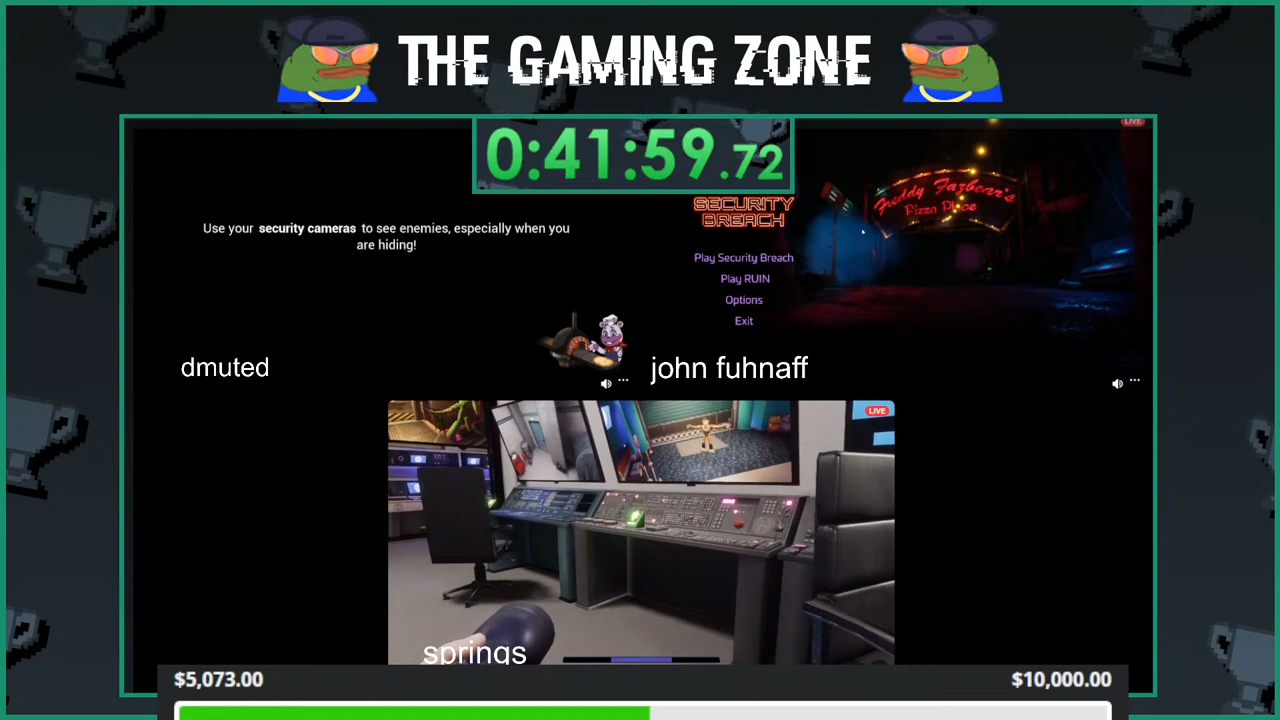 THE GAMING ZONE
0:41:59.72
LIVE
Use your security cameras to see enemies, especially when you
are hiding!
SECURITY
BREACH
Play Security Breach
Play RUIN
Options
Exit
Freddy Fazbear's
Pizza Place
dmuted
john fuhnaff
LIVE
springs
$5,073.00
$10,000.00